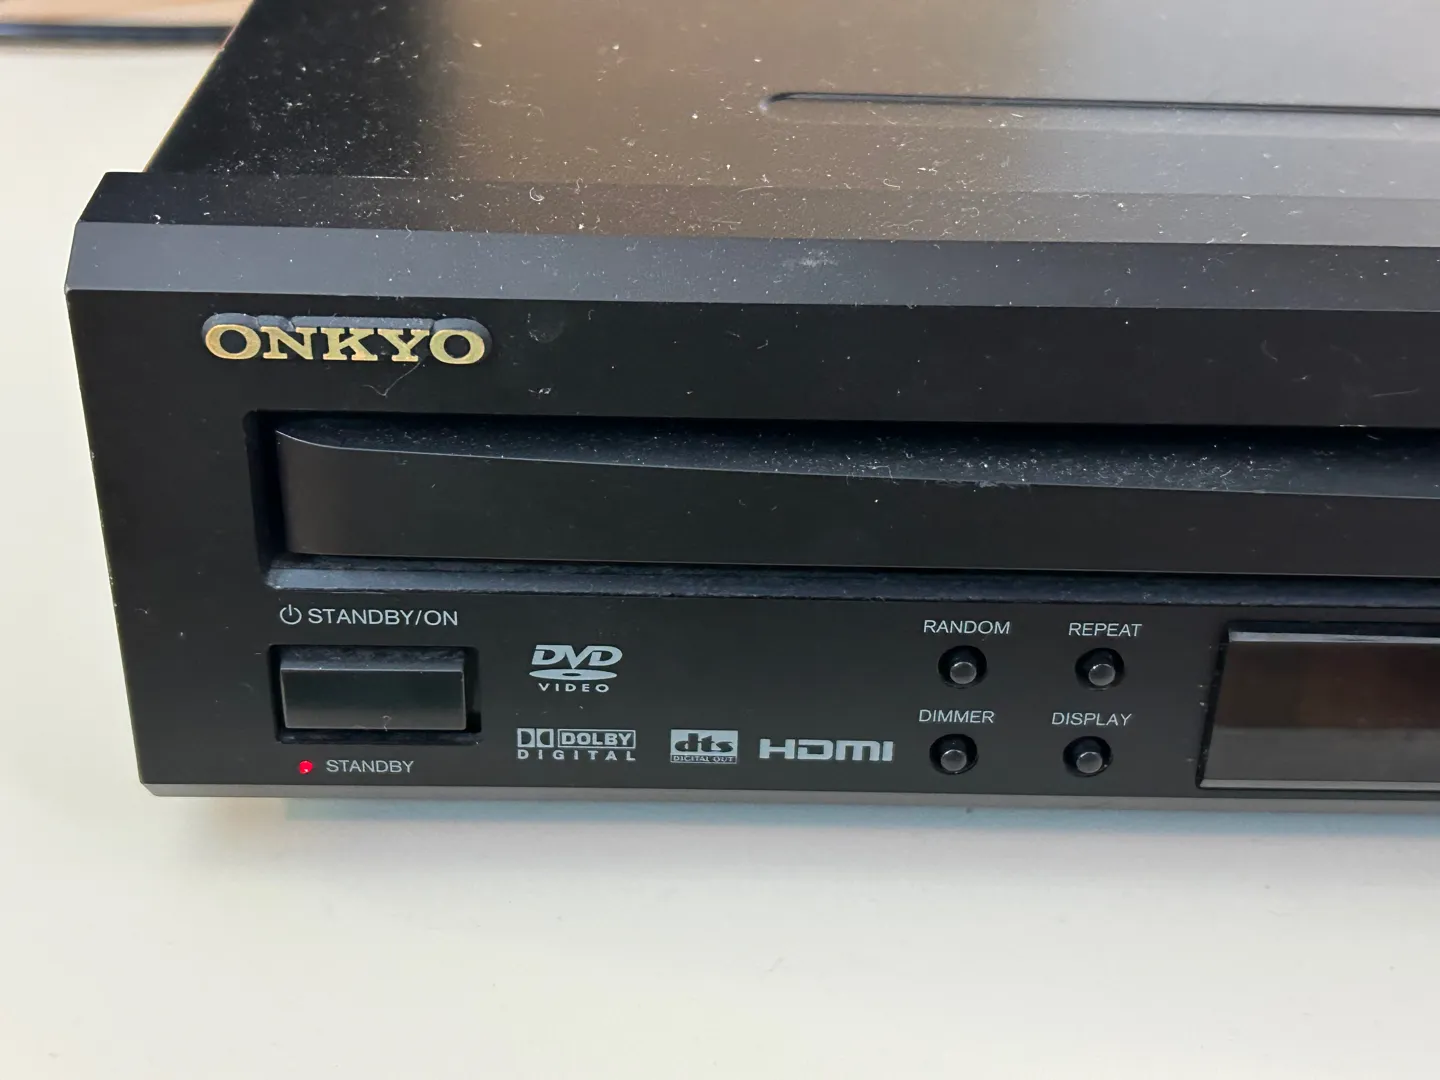 ONKYO
STANDBY/ON
DVD
VIDEO
RANDOM
REPEAT
DIMMER
DISPLAY
DOLBY
DIGITAL
dts
DIGITAL OUT
HDMI
STANDBY